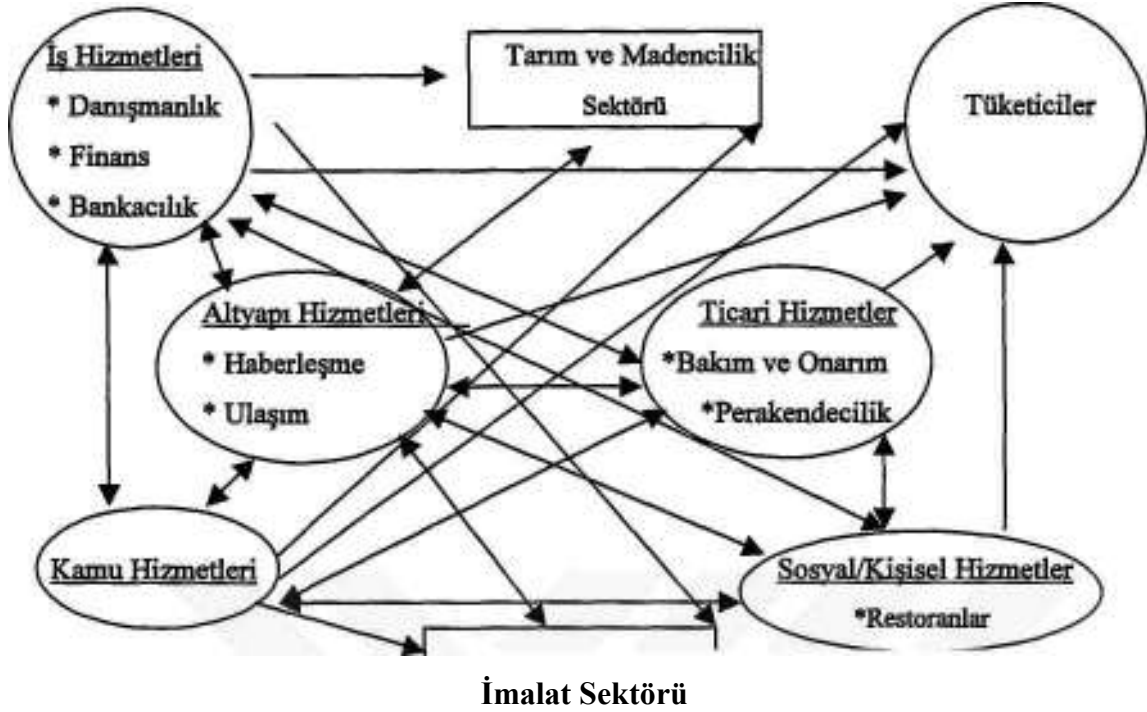 İş Hizmetleri
* Danışmanlık
* Finans
* Bankacılık
Tarım ve Madencilik
Sektörü
Tüketiciler
Altyapı Hizmetleri
* Haberleşme
* Ulaşım
Ticari Hizmetler
*Bakım ve Onarım
*Perakendecilik
Kamu Hizmetleri
Sosyal/Kişisel Hizmetler
*Restoranlar
İmalat Sektörü